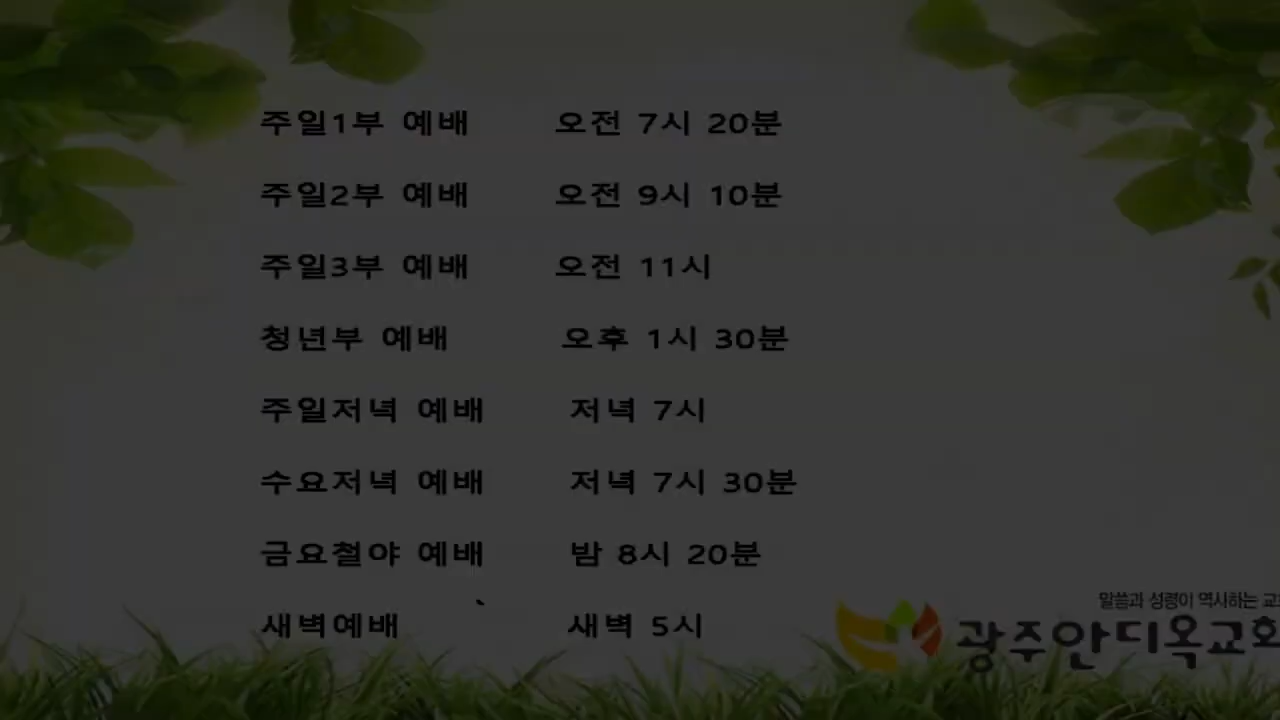 주일1부 예배 오전 7시 20분
주일2부 예배 오전 9시 10분
주일3부 예배 오전 11시
청년부 예배 오후 1시 30분
주일저녁 예배 저녁 7시
수요저녁 예배 저녁 7시 30분
금요철야 예배 밤 8시 20분
새벽예배 새벽 5시
말씀과 성령이 역사하는 교회
광주안디옥교회